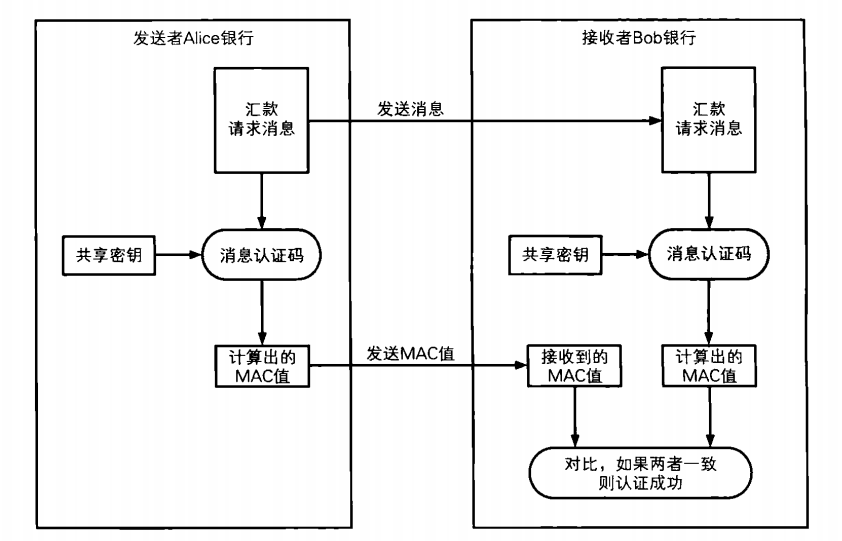 发送者Alice银行
接收者Bob银行
汇款
请求消息
发送消息
汇款
请求消息
共享密钥
消息认证码
共享密钥
消息认证码
计算出的
MAC值
发送MAC值
接收到的
MAC值
计算出的
MAC值
对比，如果两者一致
则认证成功